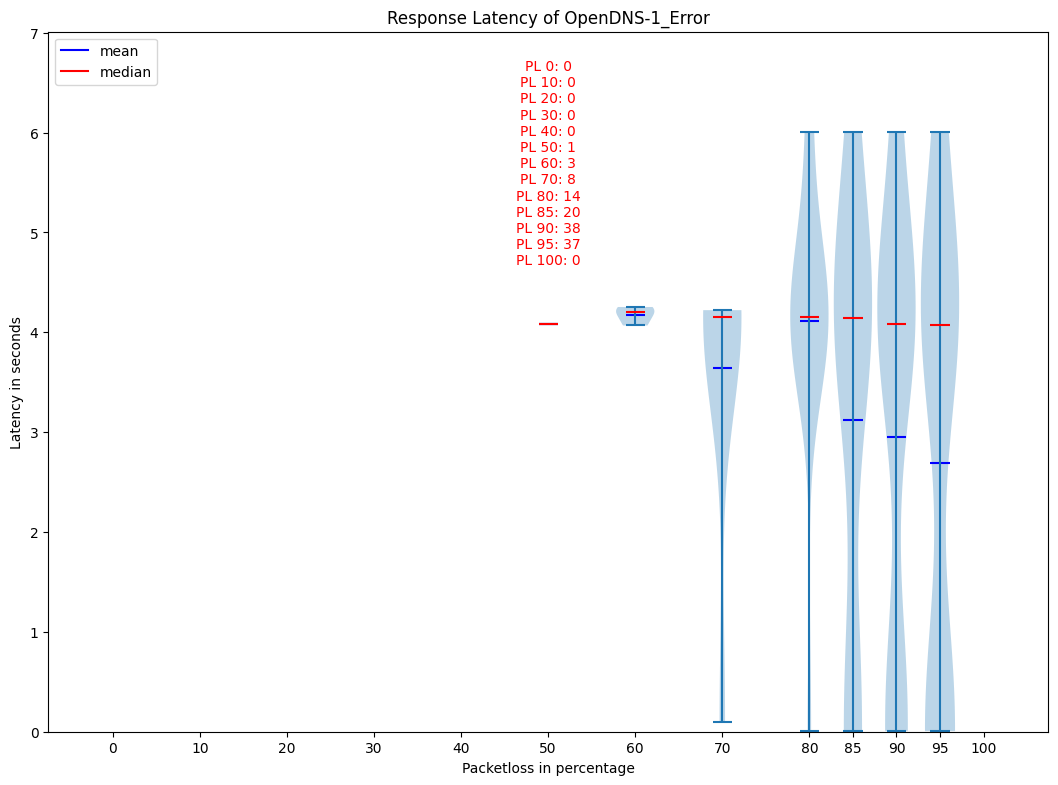 Response Latency of OpenDNS-1_Error
mean
median
PL 0: 0
PL 10: 0
PL 20: 0
PL 30: 0
PL 40: 0
PL 50: 1
PL 60: 3
PL 70: 8
PL 80: 14
PL 85: 20
PL 90: 38
PL 95: 37
PL 100: 0
7
6
5
4
3
2
1
0
Latency in seconds
0 10 20 30 40 50 60 70 80 85 90 95 100
Packetloss in percentage